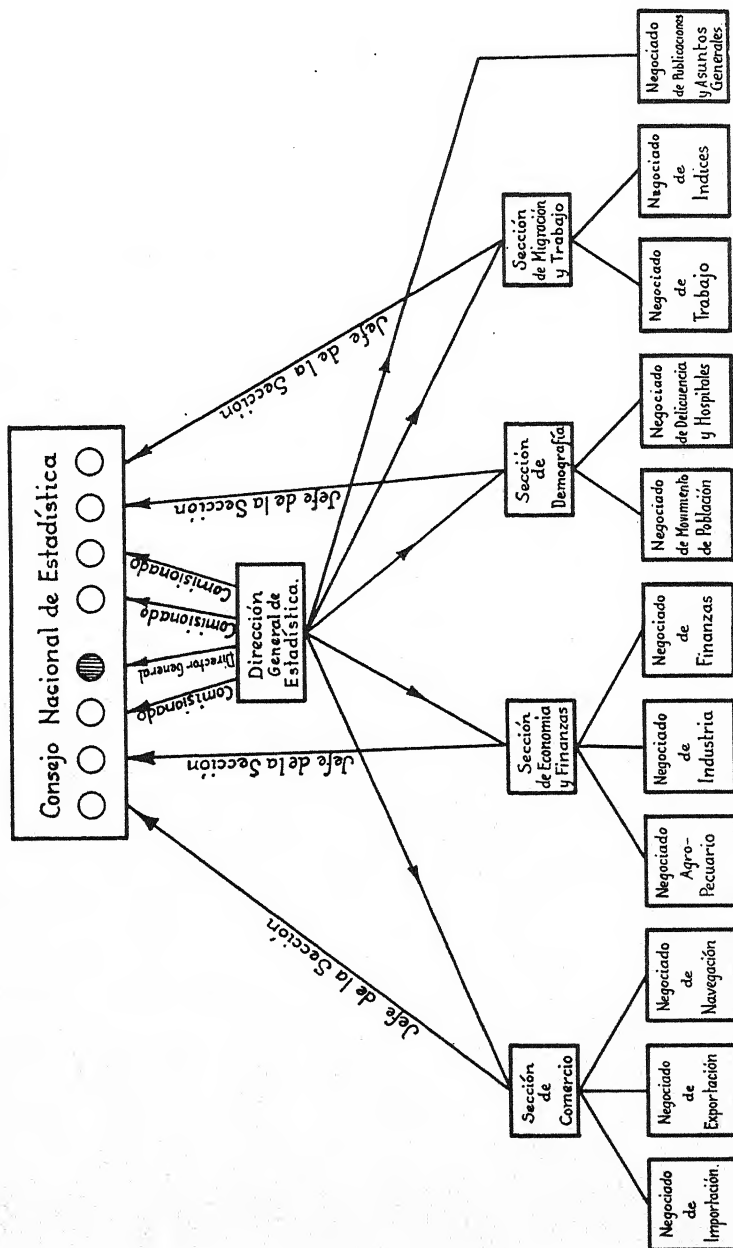 Consejo Nacional de Estadística
Jefe de la Sección
Jefe de la Sección
Comisionado
Director General
Comisionado
Comisionado
Jefe de la Sección
Jefe de la Sección
Dirección
General de
Estadística.
Sección
de
Comercio
Sección
de Economia
y Finanzas
Sección
de
Demografía
Sección
de Migración
y Trabajo
Negociado
de
Importación.
Negociado
de
Exportación
Negociado
de
Navegación
Negociado
Agro-
Pecuario
Negociado
de
Industria
Negociado
de
Finanzas
Negociado
de Movimiento
de Población
Negociado
de Delicuencia
y Hospitales
Negociado
de
Trabajo
Negociado
de
Indices
Negociado
de Publicaciones
y Asuntos
Generales.